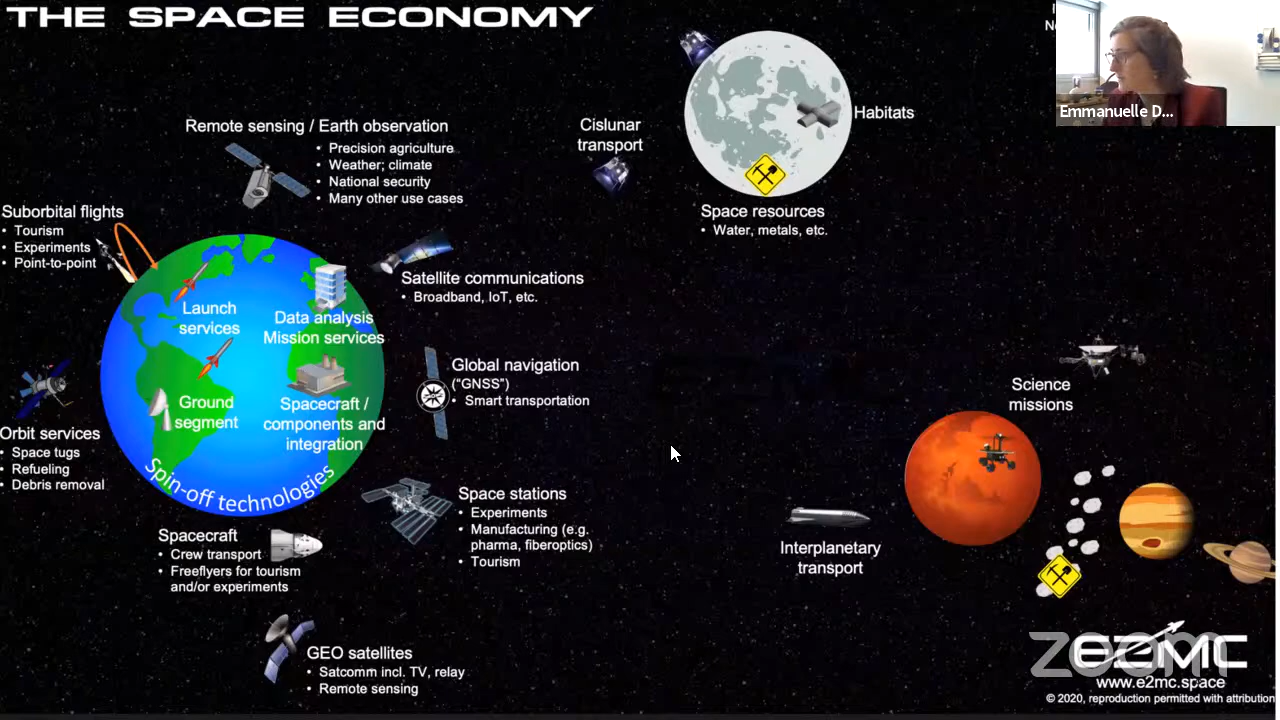 THE SPACE ECONOMY
Emmanuelle D...
Remote sensing / Earth observation
• Precision agriculture
• Weather; climate
• National security
• Many other use cases
Cislunar
transport
Habitats
Space resources
• Water, metals, etc.
Suborbital flights
• Tourism
• Experiments
• Point-to-point
Satellite communications
• Broadband, IoT, etc.
Launch
services
Data analysis
Mission services
Global navigation
("GNSS")
• Smart transportation
Ground
segment
Spacecraft /
components and
integration
Spin-off technologies
Orbit services
• Space tugs
• Refueling
• Debris removal
Science
missions
Space stations
• Experiments
• Manufacturing (e.g.
pharma, fiberoptics)
• Tourism
Spacecraft
• Crew transport
• Freeflyers for tourism
and/or experiments
Interplanetary
transport
GEO satellites
• Satcomm incl. TV, relay
• Remote sensing
zoom
e2MC
www.e2mc.space
© 2020, reproduction permitted with attribution